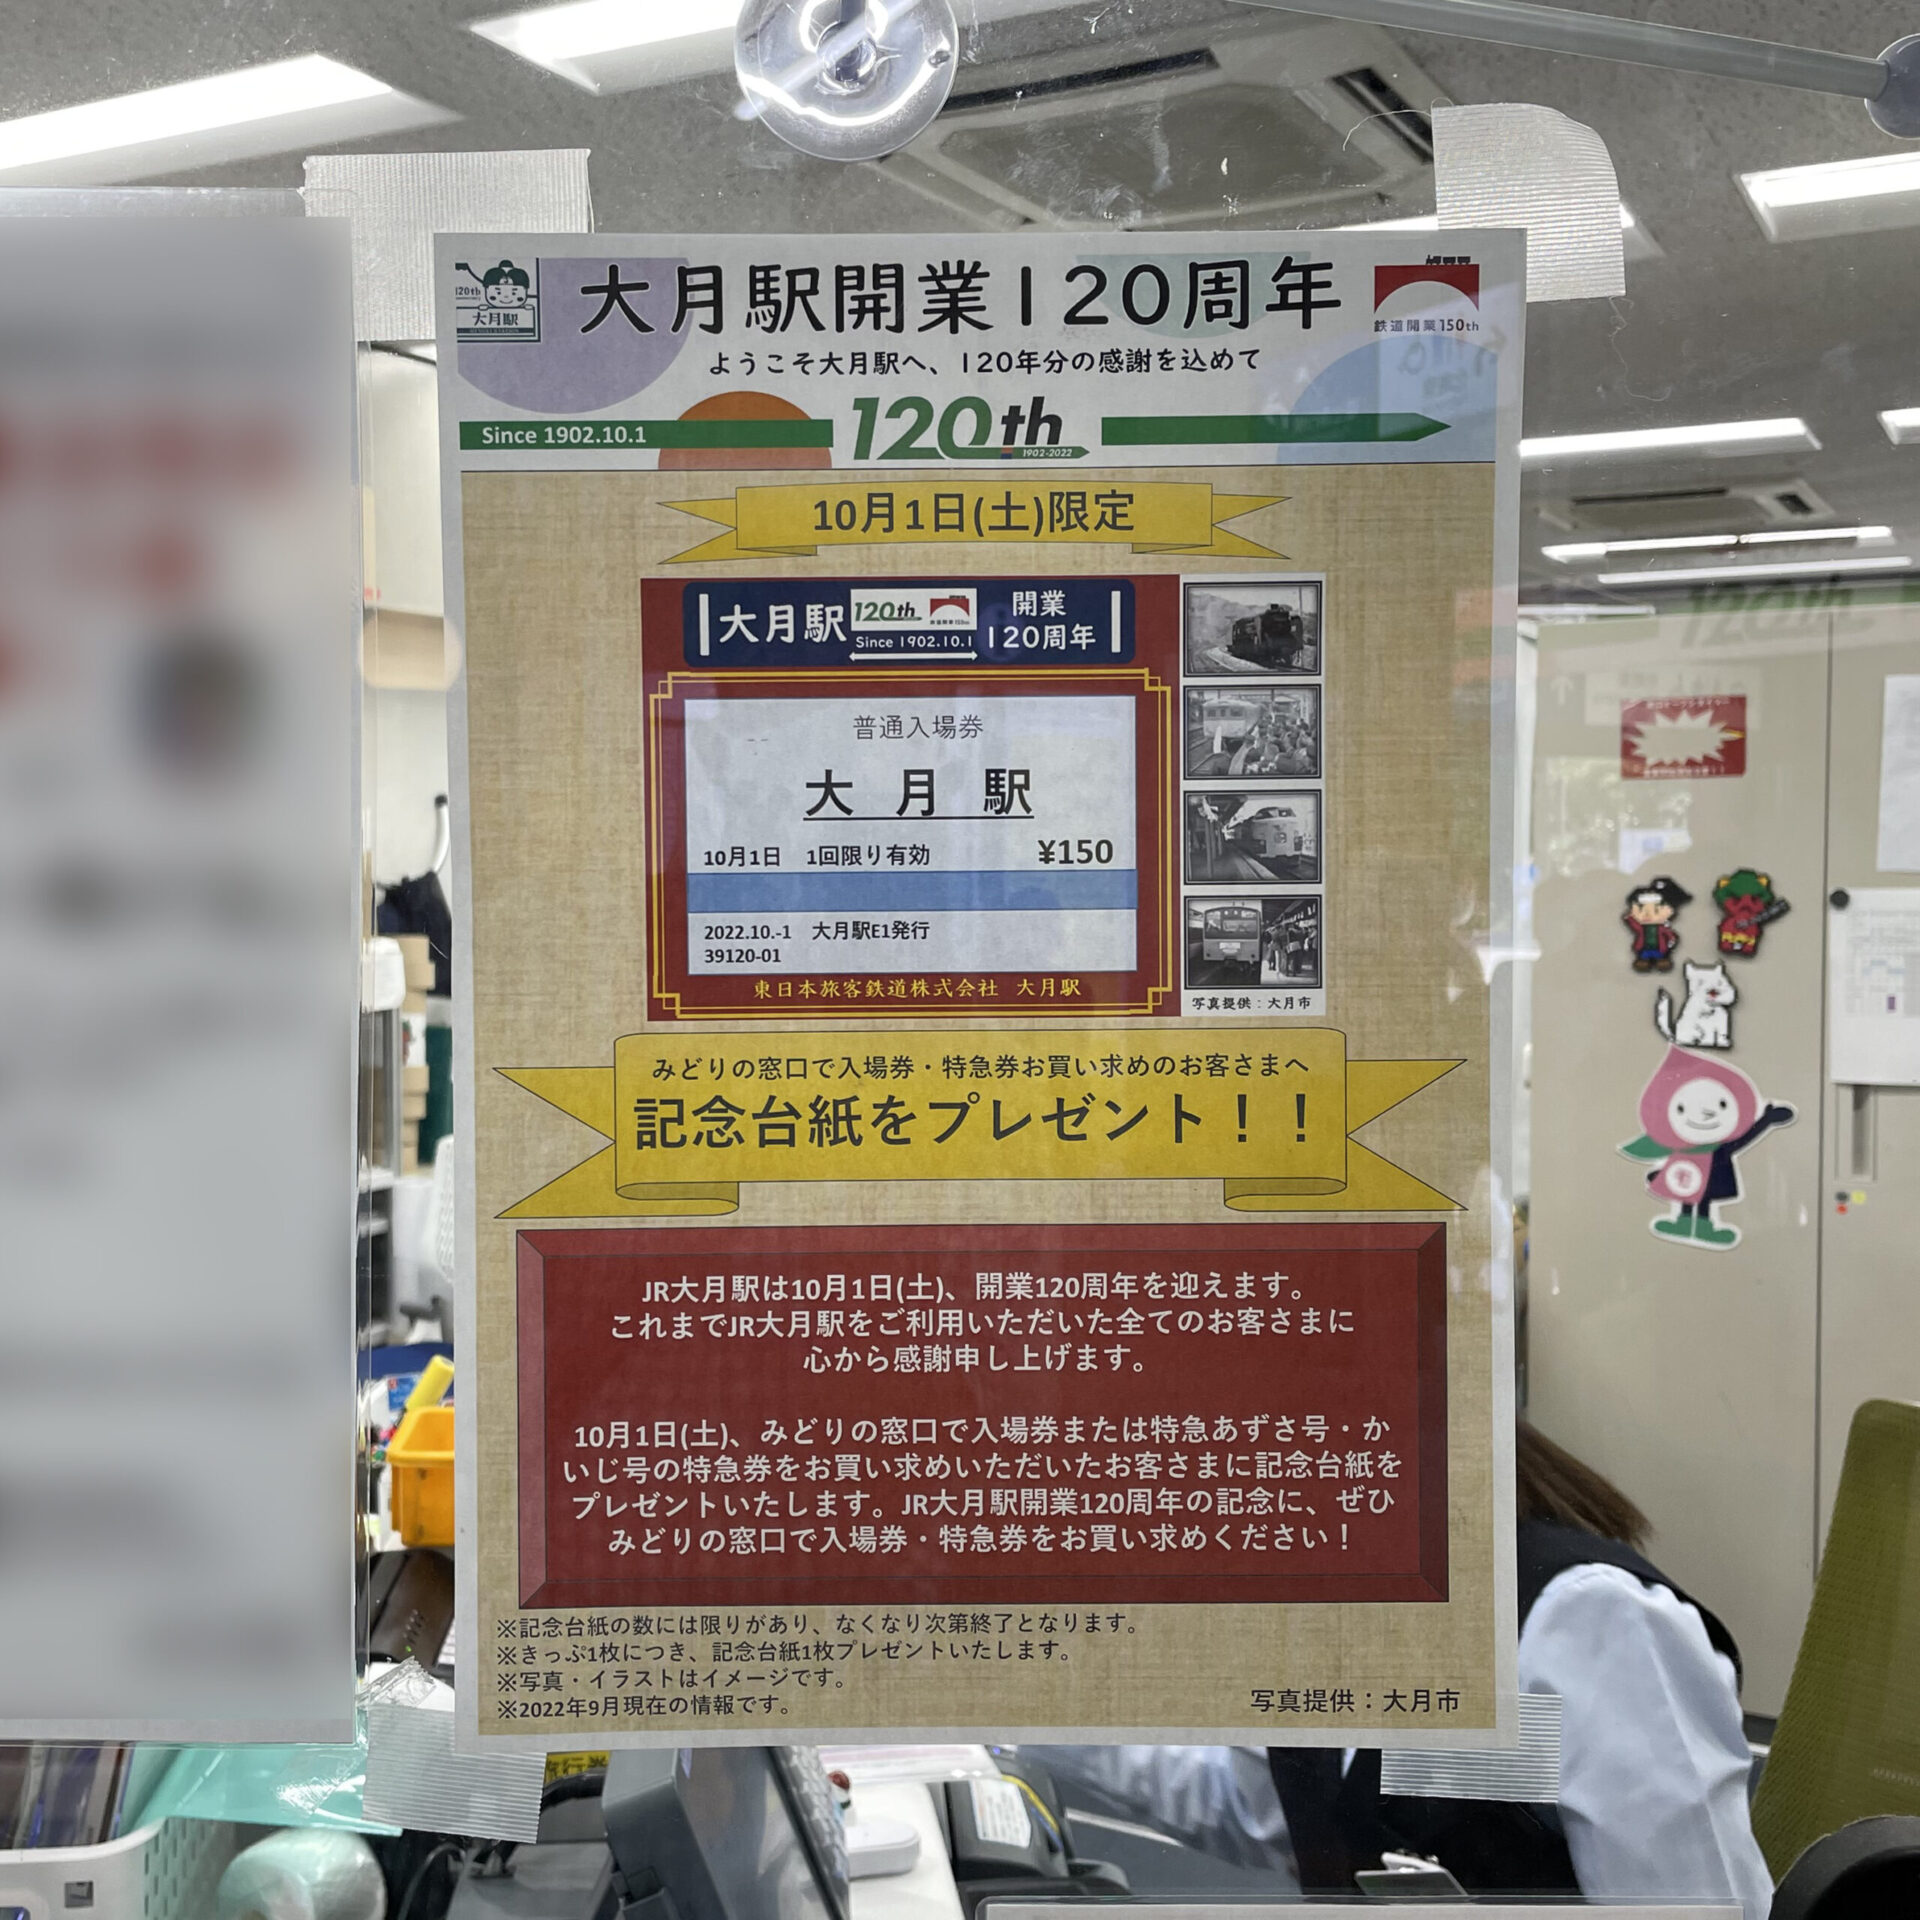 大月駅開業120周年
120th
大月駅
鉄道開業150th
ようこそ大月駅へ、120年分の感謝を込めて
Since 1902.10.1
120th
1902-2022
10月1日(土)限定
大月駅
120th
Since 1902.10.1
開業
120周年
普通入場券
大月駅
10月1日 1回限り有効 ¥150
2022.10.-1 大月駅E1発行
39120-01
東日本旅客鉄道株式会社 大月駅
写真提供：大月市
みどりの窓口で入場券・特急券お買い求めのお客さまへ
記念台紙をプレゼント！！
JR大月駅は10月1日(土)、開業120周年を迎えます。
これまでJR大月駅をご利用いただいた全てのお客さまに
心から感謝申し上げます。
10月1日(土)、みどりの窓口で入場券または特急あずさ号・か
いじ号の特急券をお買い求めいただいたお客さまに記念台紙を
プレゼントいたします。JR大月駅開業120周年の記念に、ぜひ
みどりの窓口で入場券・特急券をお買い求めください！
※記念台紙の数には限りがあり、なくなり次第終了となります。
※きっぷ1枚につき、記念台紙1枚プレゼントいたします。
※写真・イラストはイメージです。
※2022年9月現在の情報です。
写真提供：大月市
旅行券